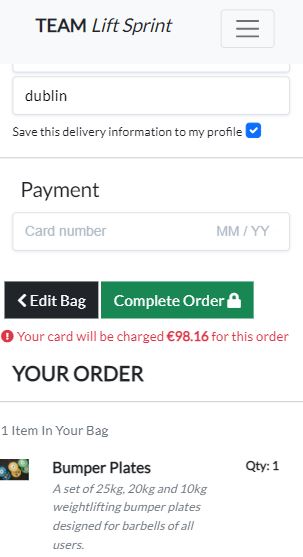 TEAM Lift Sprint
dublin
Save this delivery information to my profile
Payment
Card number MM / YY
Edit Bag Complete Order
Your card will be charged €98.16 for this order
YOUR ORDER
1 Item In Your Bag
Bumper Plates Qty: 1
A set of 25kg, 20kg and 10kg
weightlifting bumper plates
designed for barbells of all
users.